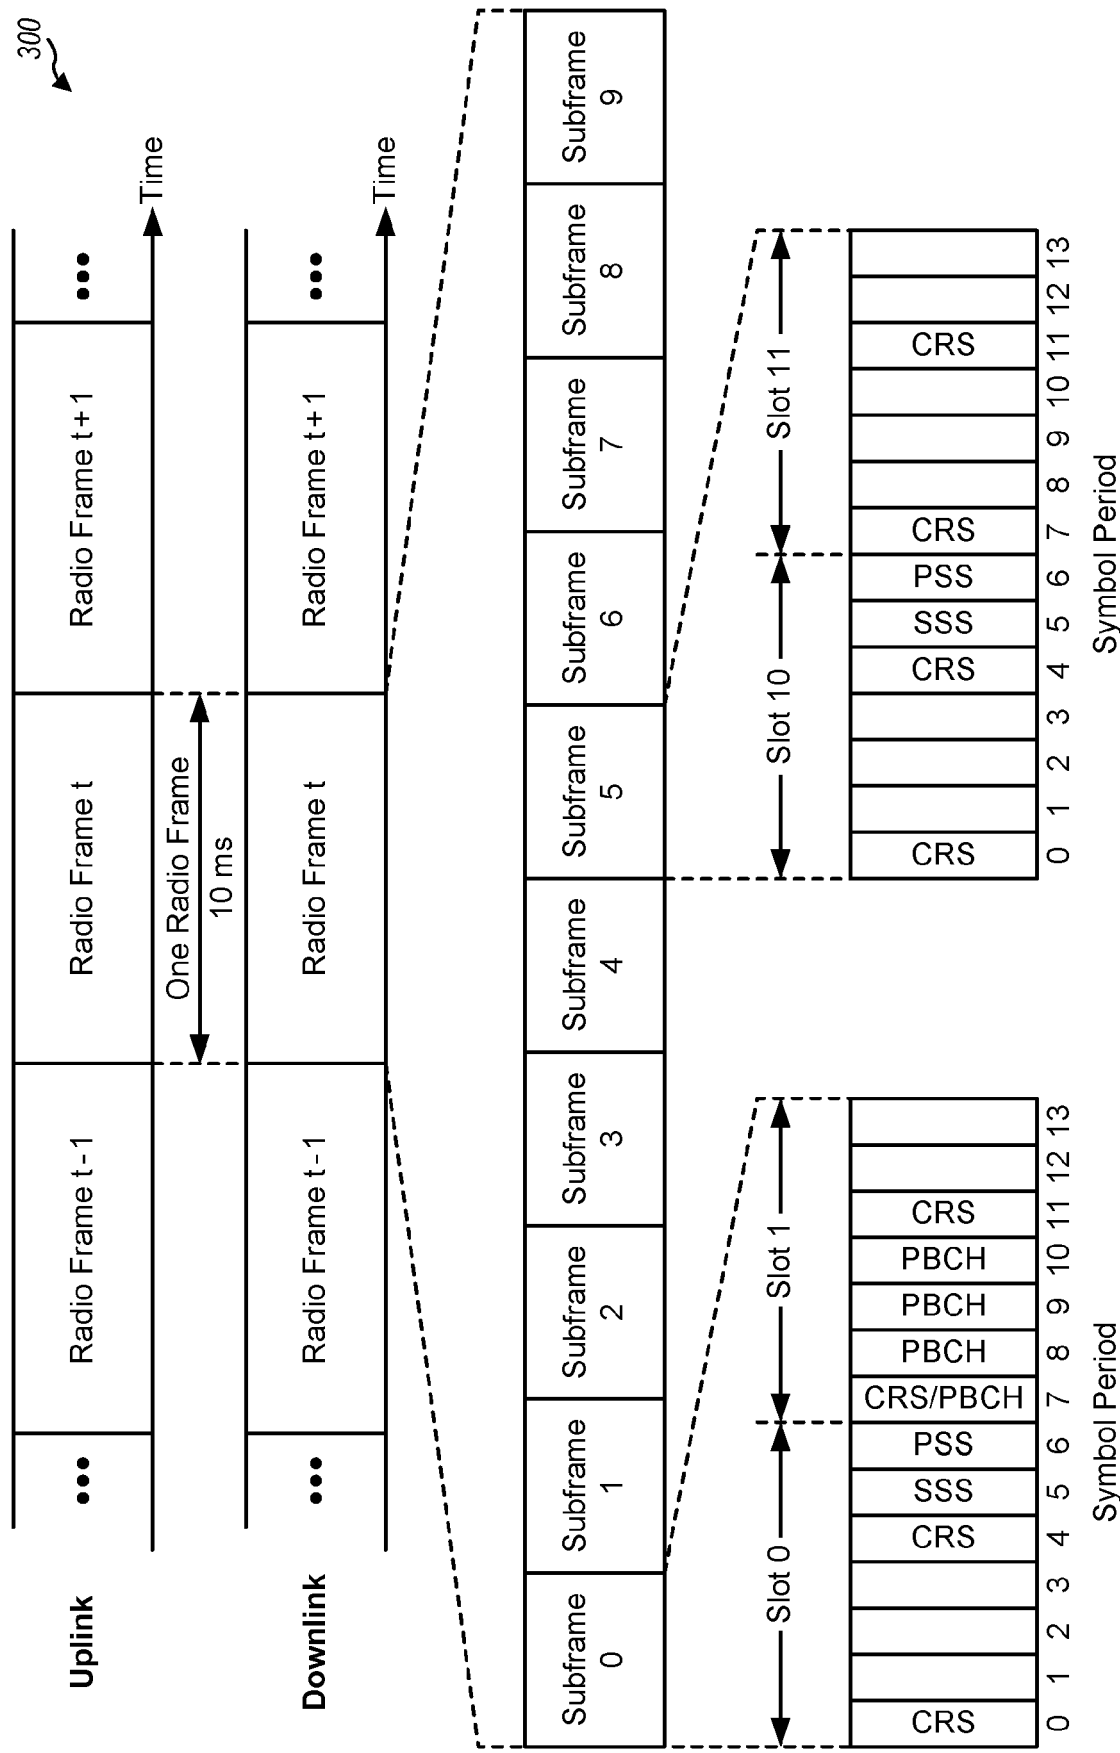 300
Uplink
Radio Frame t-1
Radio Frame t
Radio Frame t+1
Time
One Radio Frame
10 ms
Downlink
Radio Frame t-1
Radio Frame t
Radio Frame t+1
Time
Subframe
0
Subframe
1
Subframe
2
Subframe
3
Subframe
4
Subframe
5
Subframe
6
Subframe
7
Subframe
8
Subframe
9
Slot 0
Slot 1
CRS
CRS
SSS
PSS
CRS/PBCH
PBCH
PBCH
PBCH
CRS
0 1 2 3 4 5 6 7 8 9 10 11 12 13
Symbol Period
Slot 10
Slot 11
CRS
CRS
SSS
PSS
CRS
CRS
0 1 2 3 4 5 6 7 8 9 10 11 12 13
Symbol Period